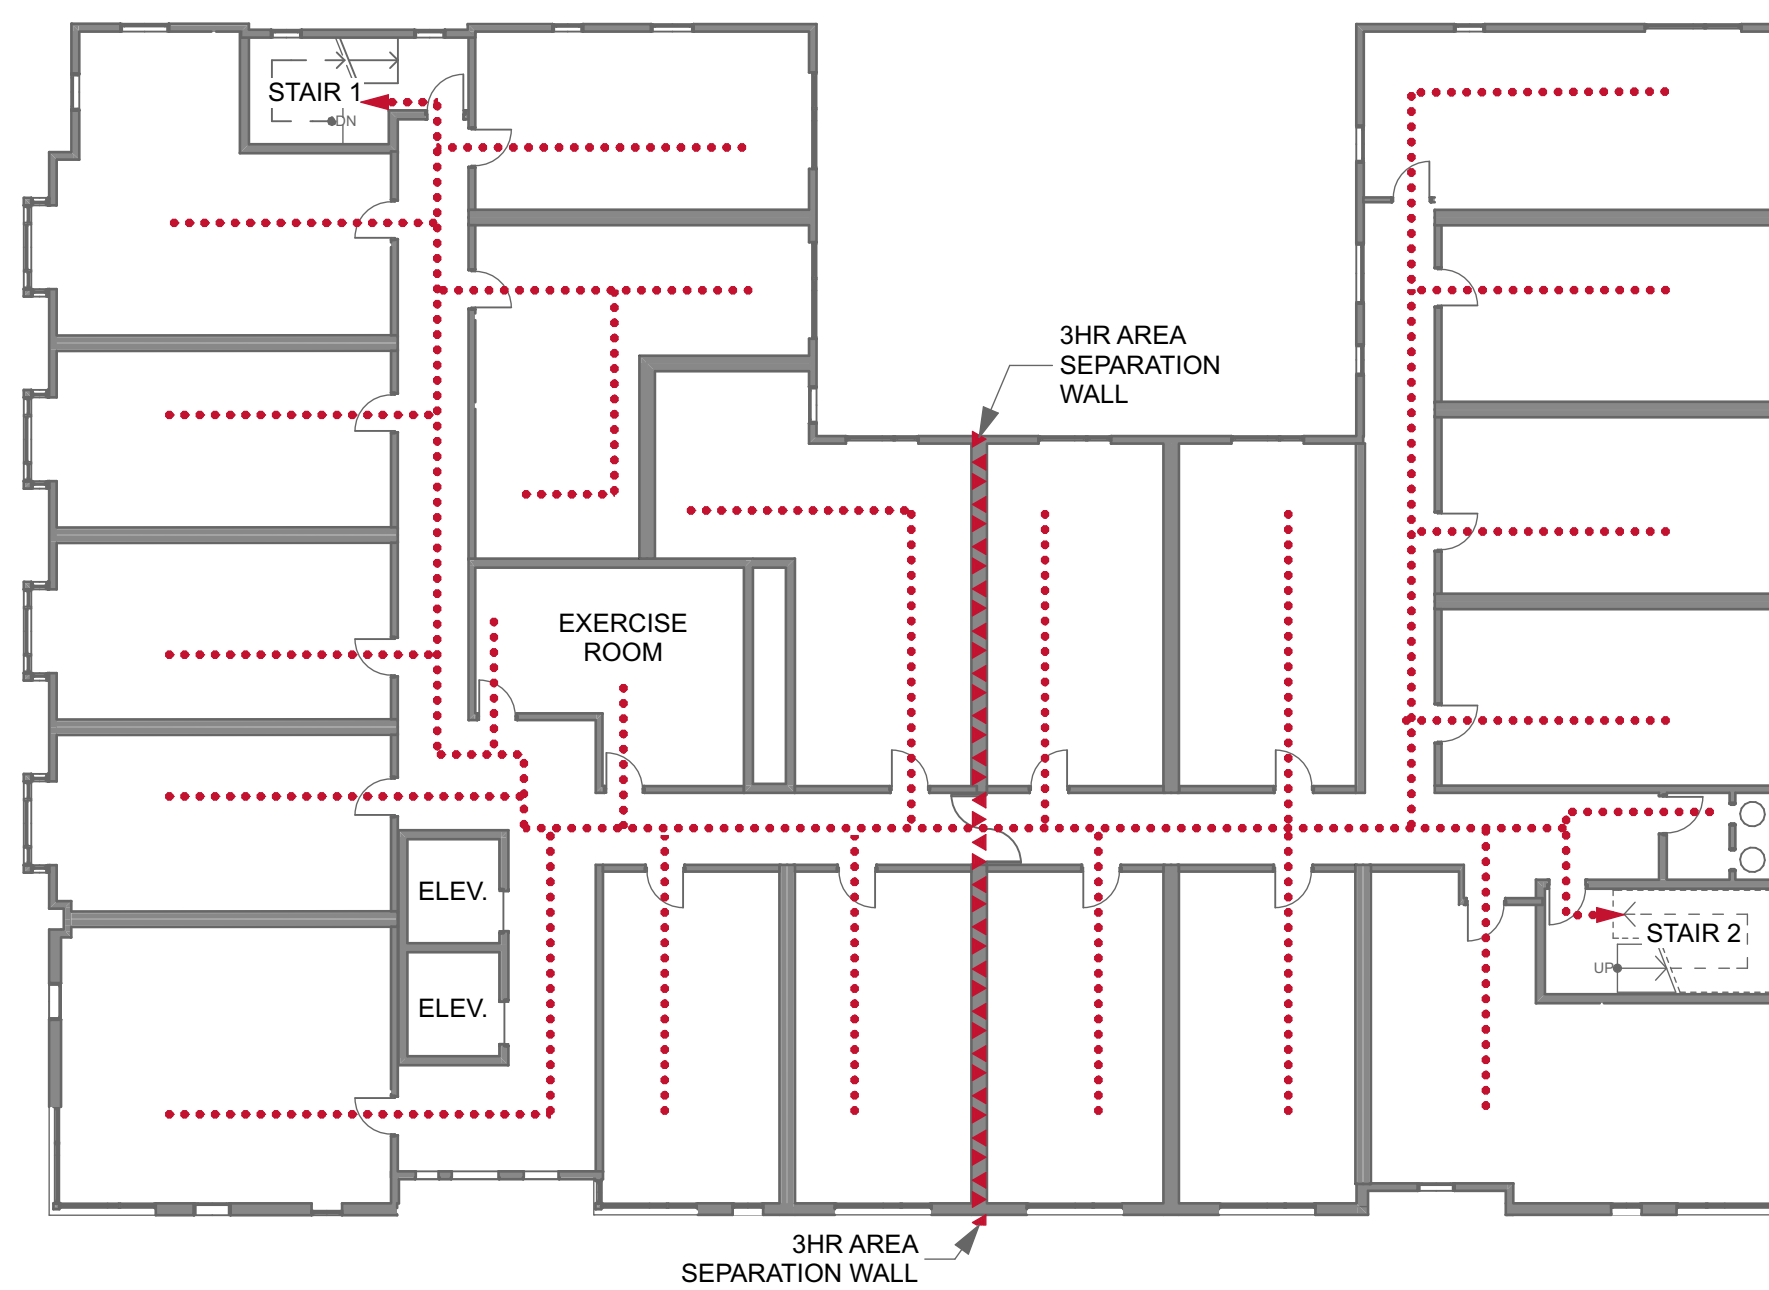 STAIR 1
DN
3HR AREA
SEPARATION
WALL
EXERCISE
ROOM
ELEV.
ELEV.
STAIR 2
UP
3HR AREA
SEPARATION WALL